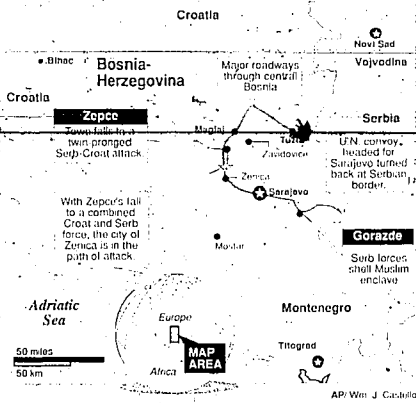 Croatia
Novi Sad
Vojvodina
Bihac
Bosnia-
Herzegovina
Major roadways
through central
Bosnia
Croatia
Zepce
Town falls to a
twin-pronged
Serb-Croat attack.
Maglaj
Tuzla
Zavidovice
Serbia
U.N. convoy
headed for
Sarajevo turned
back at Serbian
border.
Zenica
Sarajevo
With Zepce's fall
to a combined
Croat and Serb
force, the city of
Zenica is in the
path of attack.
Mostar
Gorazde
Serb forces
shell Muslim
enclave
Adriatic
Sea
Europe
Montenegro
MAP
AREA
Titograd
50 miles
50 km
Africa
AP/Wm. J. Castello